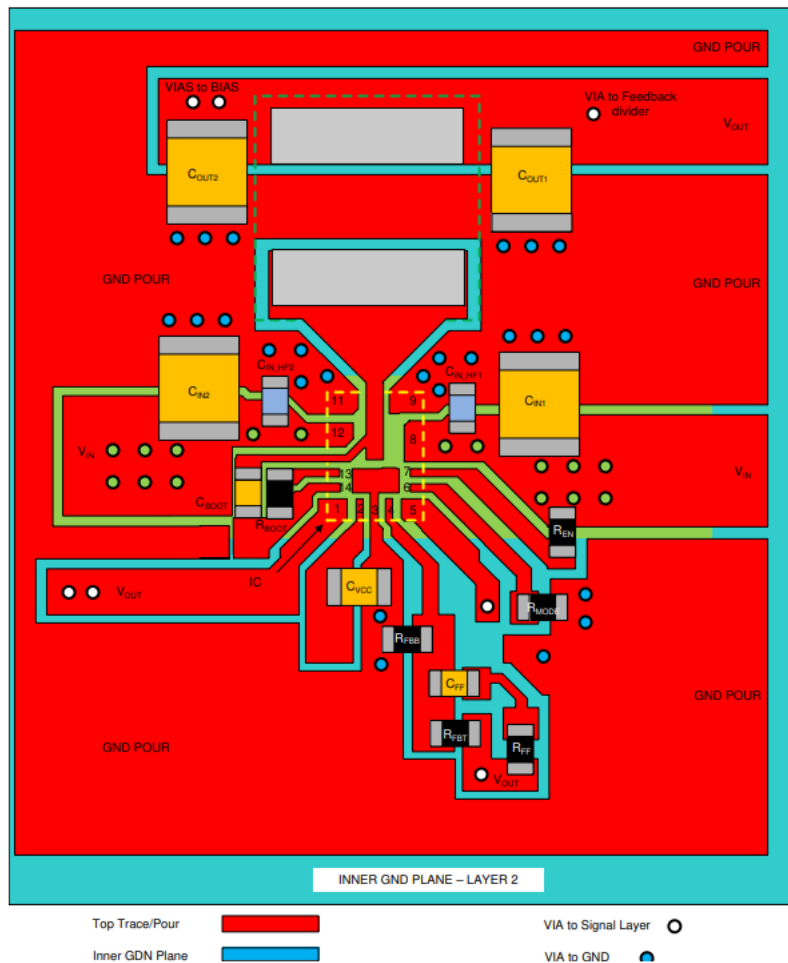 GND POUR
VIAS to BIAS
VIA to Feedback
divider
VOUT
COUT2
COUT1
GND POUR
GND POUR
CIN_HF2
CIN_HF1
CIN2
CIN1
11
9
12
8
VIN
VIN
13
7
14
6
CBOOT
RBOOT
1
2
3
4
5
REN
IC
VOUT
CVCC
RMODE
RFBB
CFF
GND POUR
RFBT
RFF
GND POUR
VOUT
INNER GND PLANE – LAYER 2
Top Trace/Pour
VIA to Signal Layer
Inner GDN Plane
VIA to GND